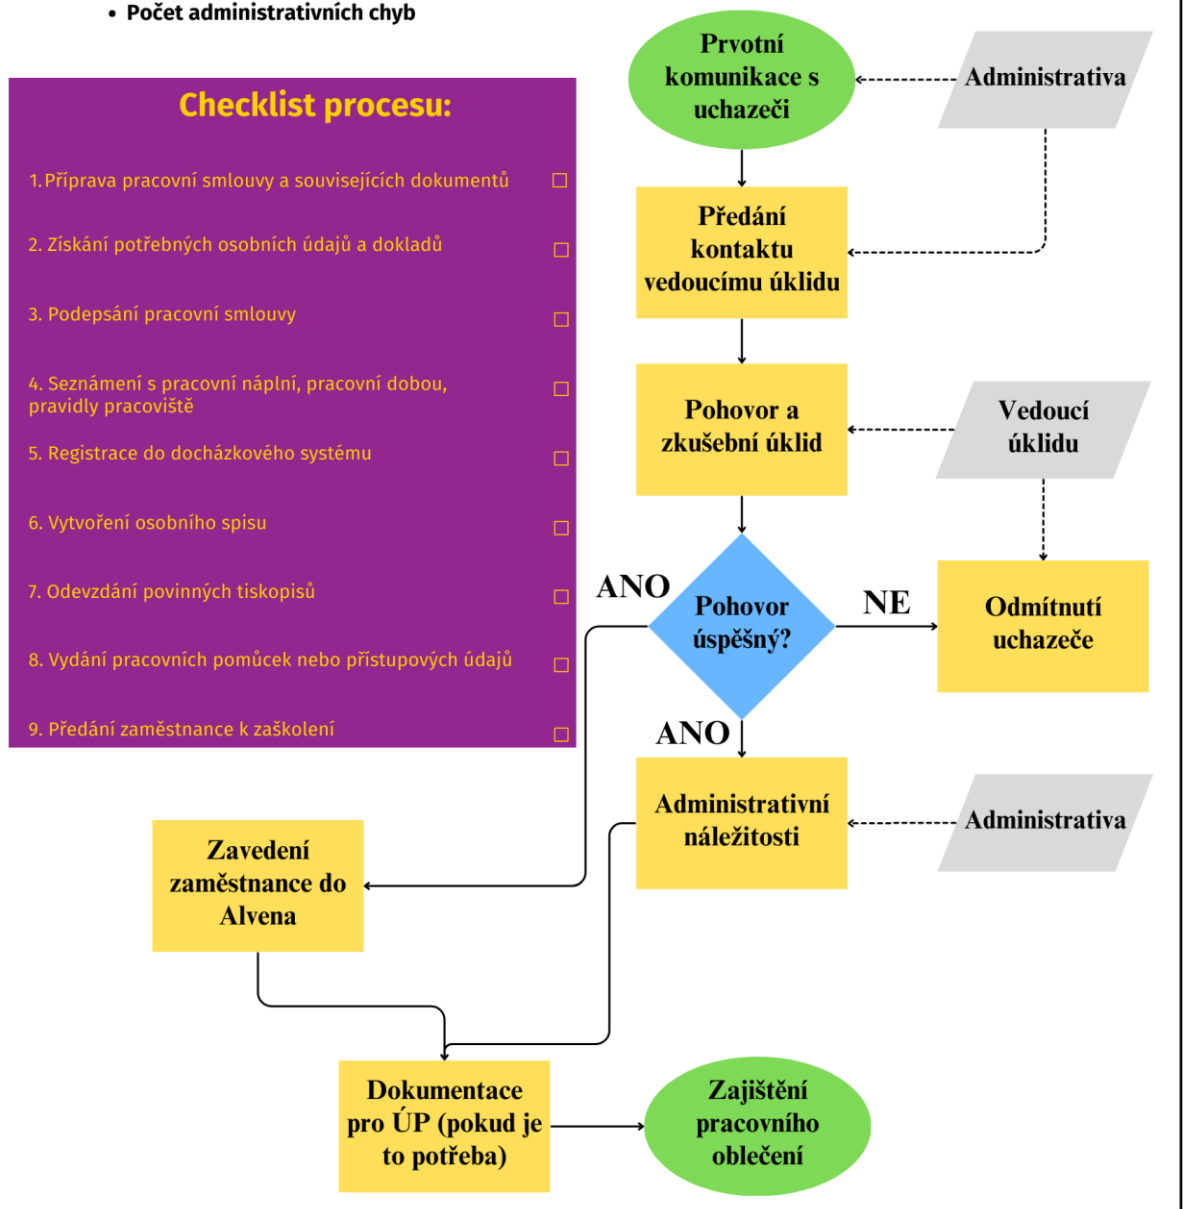 • Počet administrativních chyb
Checklist procesu:
1. Příprava pracovní smlouvy a souvisejících dokumentů
2. Získání potřebných osobních údajů a dokladů
3. Podepsání pracovní smlouvy
4. Seznámení s pracovní náplní, pracovní dobou,
pravidly pracoviště
5. Registrace do docházkového systému
6. Vytvoření osobního spisu
7. Odevzdání povinných tiskopisů
8. Vydání pracovních pomůcek nebo přístupových údajů
9. Předání zaměstnance k zaškolení
Prvotní
komunikace s
uchazeči
Administrativa
Předání
kontaktu
vedoucímu úklidu
Pohovor a
zkušební úklid
Vedoucí
úklidu
ANO
Pohovor
úspěšný?
NE
Odmítnutí
uchazeče
ANO
Administrativní
náležitosti
Administrativa
Zavedení
zaměstnance do
Alvena
Dokumentace
pro ÚP (pokud je
to potřeba)
Zajištění
pracovního
oblečení